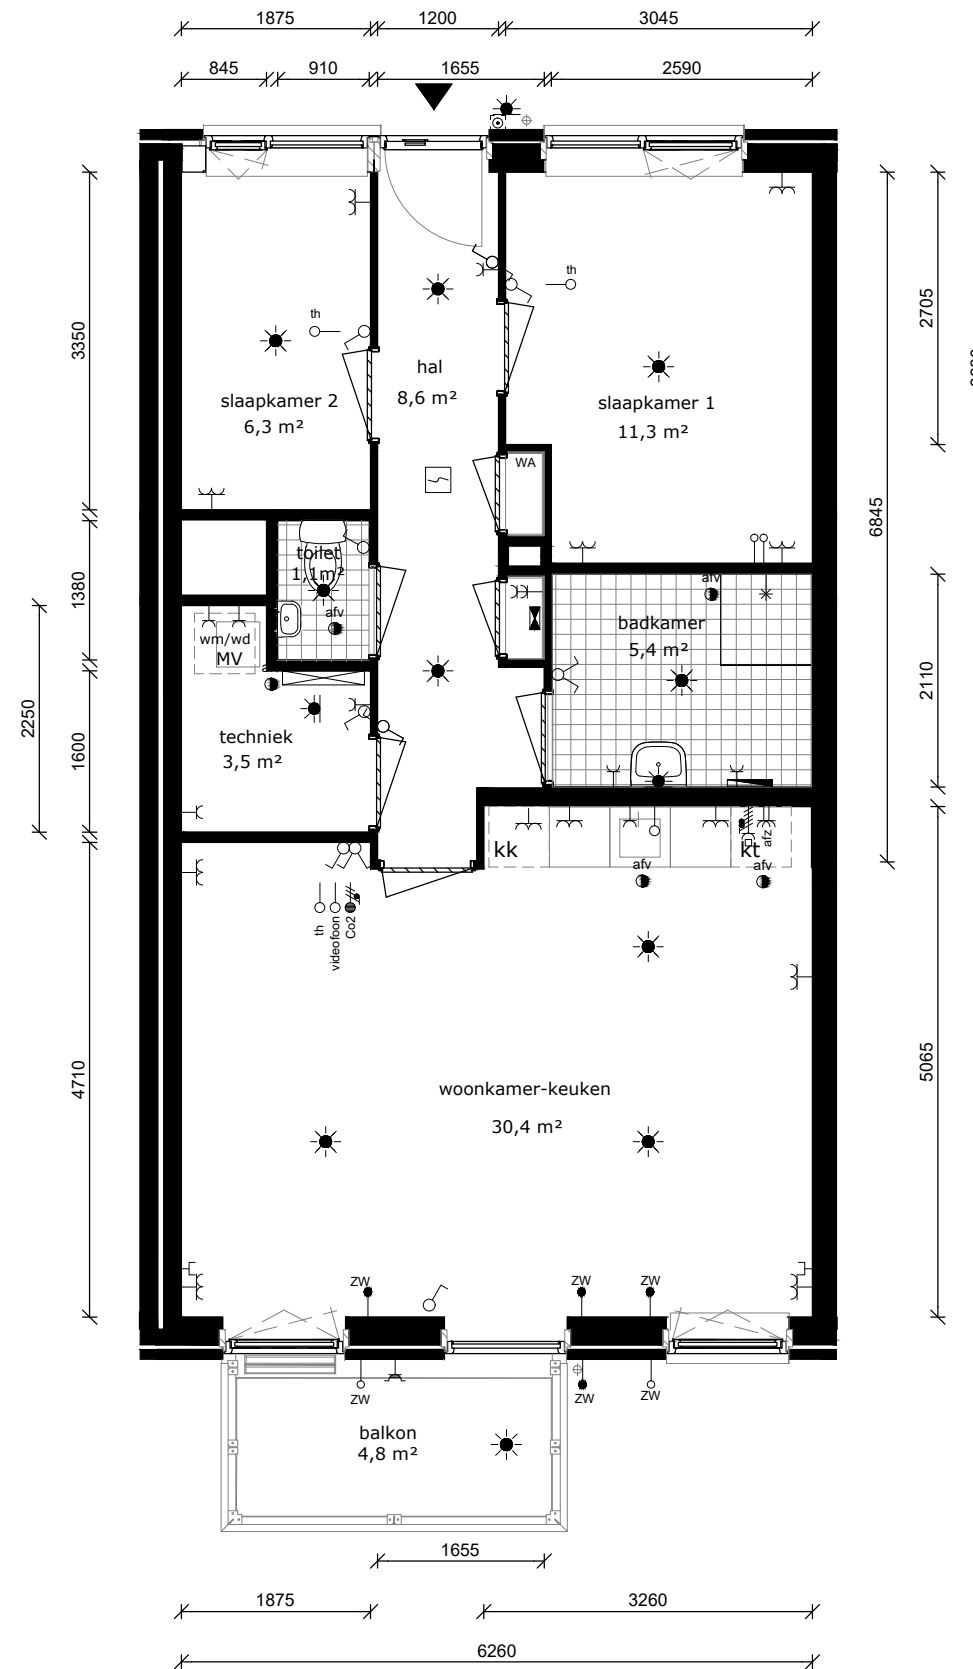 1875
1200
3045
845
910
1655
2590
3350
1380
1600
2250
4710
2705
6845
2110
5065
th
th
hal
8,6 m²
slaapkamer 2
6,3 m²
slaapkamer 1
11,3 m²
WA
toilet
1,1m²
afv
afv
badkamer
5,4 m²
wm/wd
MV
techniek
3,5 m²
kk
kt
afv
afv
afz
th
videofoon
Co2
woonkamer-keuken
30,4 m²
ZW
ZW
ZW
ZW
ZW
ZW
balkon
4,8 m²
1655
1875
3260
6260